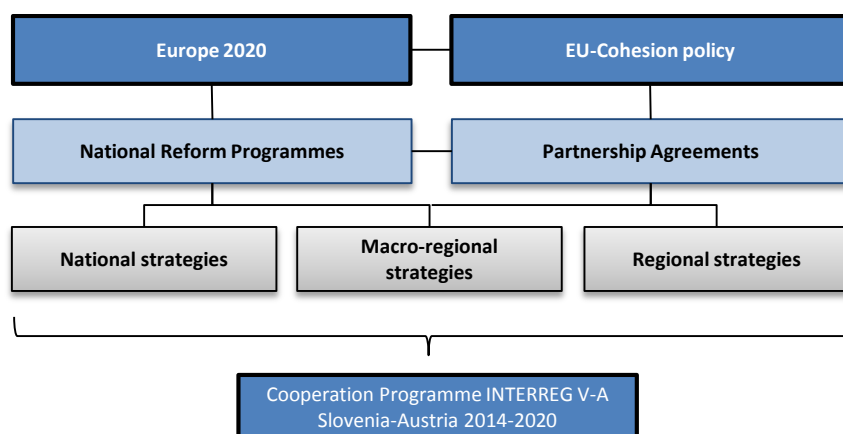 Europe 2020
EU-Cohesion policy
National Reform Programmes
Partnership Agreements
National strategies
Macro-regional
strategies
Regional strategies
Cooperation Programme INTERREG V-A
Slovenia-Austria 2014-2020